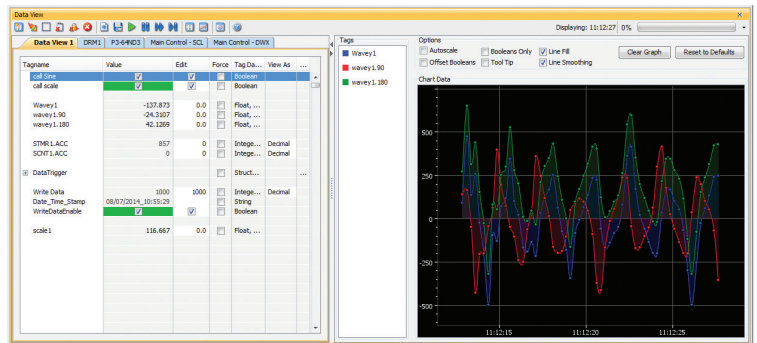 Data View
Displaying: 11:12:27 0%
Data View 1 DRM1 P3-64ND3 Main Control - SCL Main Control - DWX
Tagname Value Edit Force Tag Da... View As ...
call Sine Boolean
call scale Boolean
Wavey1 -137.873 0.0 Float, ...
wavey1.90 -24.3107 0.0 Float, ...
wavey1.180 42.1269 0.0 Float, ...
STMR1.ACC 857 0 Intege... Decimal
SCNT1.ACC 0 0 Intege... Decimal
DataTrigger Struct... ...
Write Data 1000 1000 Intege... Decimal
Date_Time_Stamp 08/07/2014_10:55:29 String
WriteDataEnable Boolean
scale1 116.667 0.0 Float, ...
Tags
Wavey1
wavey1.90
wavey1.180
Options
Autoscale Booleans Only Line Fill Clear Graph Reset to Defaults
Offset Booleans Tool Tip Line Smoothing
Chart Data
500
250
0
-250
-500
11:12:15 11:12:20 11:12:25